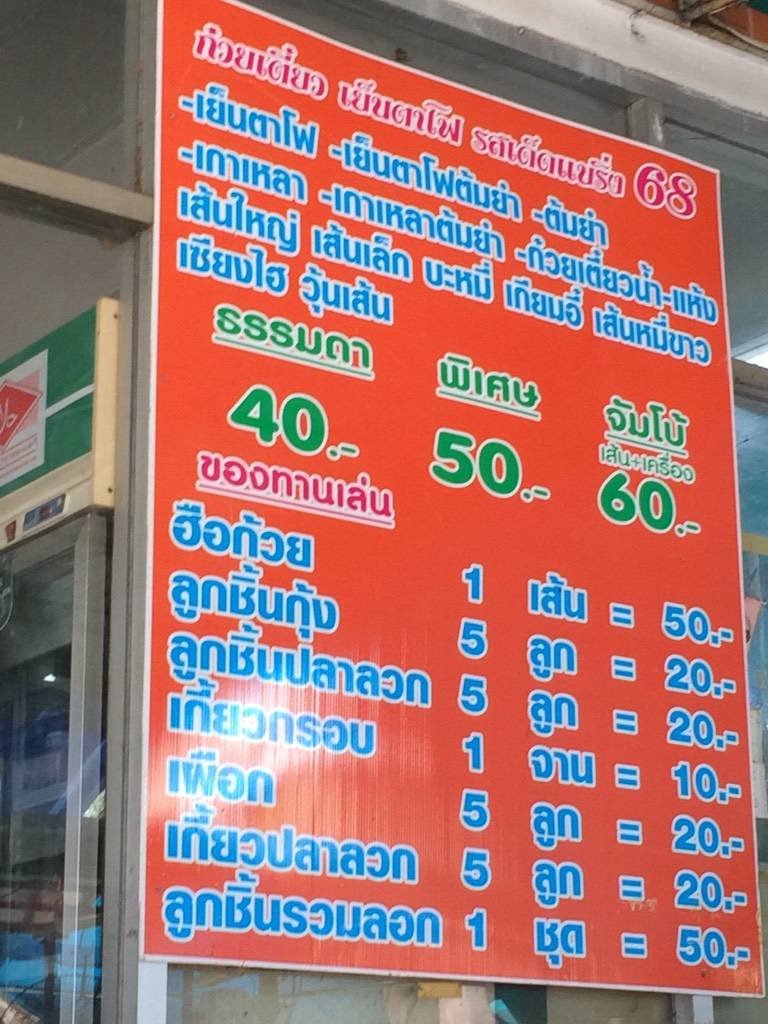 ก๋วยเตี๋ยว เย็นตาโฟ รสเด็ดแซ่บ 68
-เย็นตาโฟ -เย็นตาโฟต้มยำ -ต้มยำ
-เกาเหลา -เกาเหลาต้มยำ -ก๋วยเตี๋ยวน้ำ-แห้ง
เส้นใหญ่ เส้นเล็ก บะหมี่ เกี๊ยมอี๋ เส้นหมี่ขาว
เซี่ยงไฮ วุ้นเส้น
ธรรมดา พิเศษ จัมโบ้
เส้น+เครื่อง
40.- 50.- 60.-
ของทานเล่น
ฮือก้วย 1 เส้น = 50.-
ลูกชิ้นกุ้ง 5 ลูก = 20.-
ลูกชิ้นปลาลวก 5 ลูก = 20.-
เกี้ยวกรอบ 1 จาน = 10.-
เผือก 5 ลูก = 20.-
เกี้ยวปลาลวก 5 ลูก = 20.-
ลูกชิ้นรวมลอก 1 ชุด = 50.-